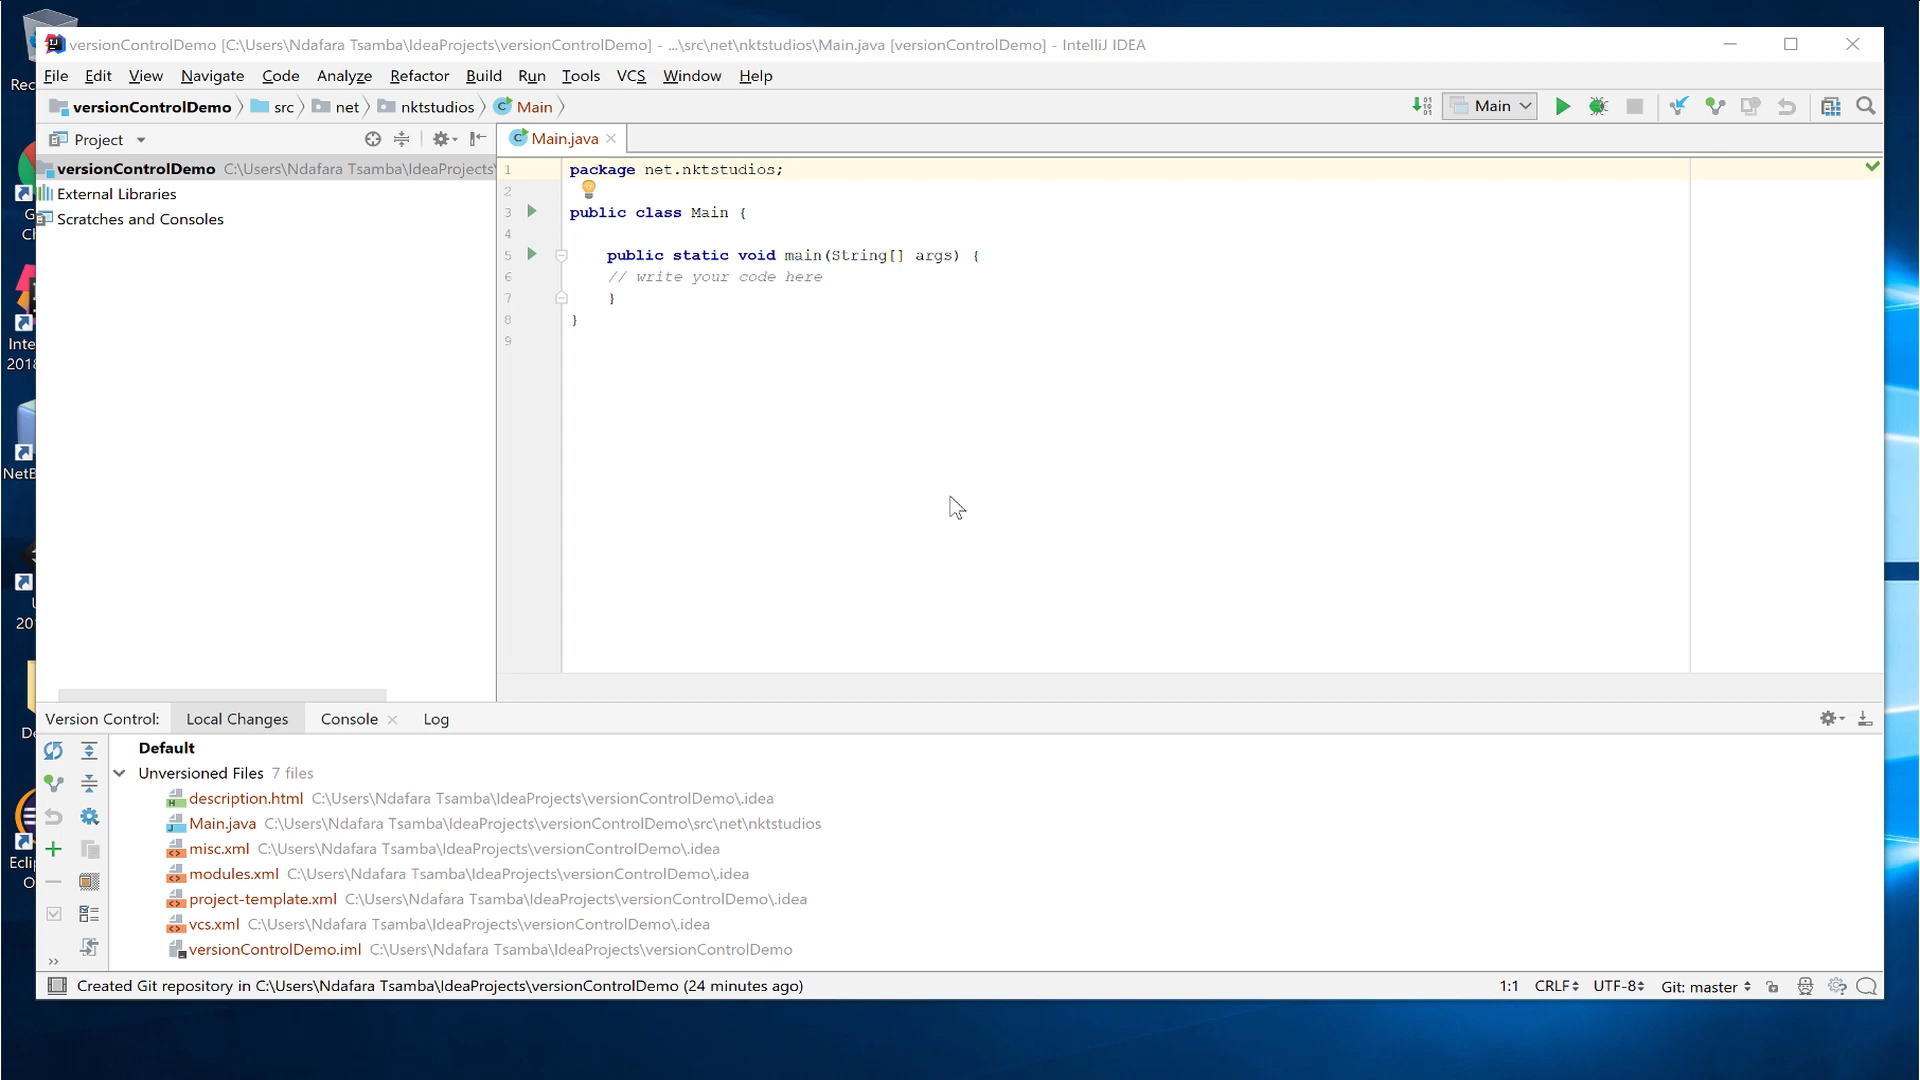 versionControlDemo [C:\Users\Ndafara Tsamba\IdeaProjects\versionControlDemo] - ...\src\net\nktstudios\Main.java [versionControlDemo] - IntelliJ IDEA
File Edit View Navigate Code Analyze Refactor Build Run Tools VCS Window Help
versionControlDemo src net nktstudios Main
Main
Project
Main.java
versionControlDemo C:\Users\Ndafara Tsamba\IdeaProjects
External Libraries
Scratches and Consoles
1 package net.nktstudios;
2
3 public class Main {
4
5 public static void main(String[] args) {
6 // write your code here
7 }
8 }
9
Version Control: Local Changes Console Log
Default
Unversioned Files 7 files
description.html C:\Users\Ndafara Tsamba\IdeaProjects\versionControlDemo\.idea
Main.java C:\Users\Ndafara Tsamba\IdeaProjects\versionControlDemo\src\net\nktstudios
misc.xml C:\Users\Ndafara Tsamba\IdeaProjects\versionControlDemo\.idea
modules.xml C:\Users\Ndafara Tsamba\IdeaProjects\versionControlDemo\.idea
project-template.xml C:\Users\Ndafara Tsamba\IdeaProjects\versionControlDemo\.idea
vcs.xml C:\Users\Ndafara Tsamba\IdeaProjects\versionControlDemo\.idea
versionControlDemo.iml C:\Users\Ndafara Tsamba\IdeaProjects\versionControlDemo
Created Git repository in C:\Users\Ndafara Tsamba\IdeaProjects\versionControlDemo (24 minutes ago)
1:1 CRLF UTF-8 Git: master
Rec
G
Ch
Inte
2018
NetB
U
20
De
Eclip
O